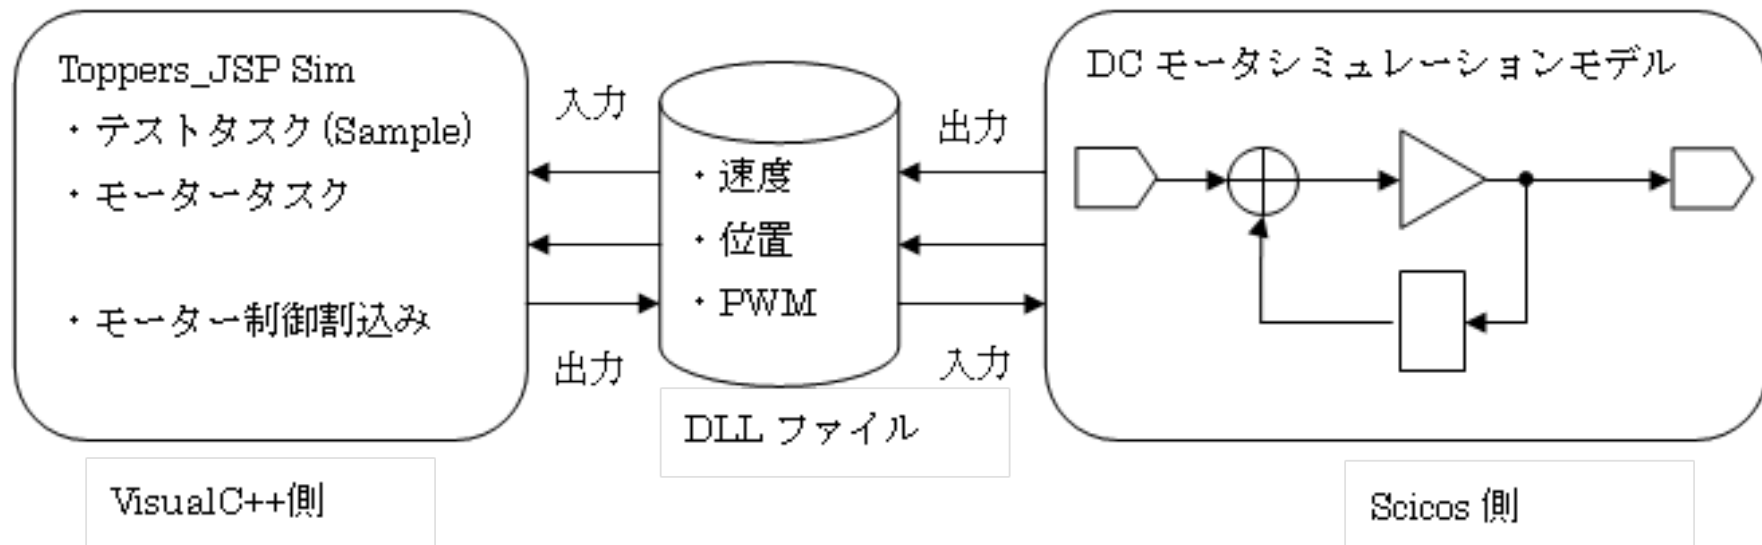 Toppers_JSP Sim
・テストタスク(Sample)
・モータータスク
・モーター制御割込み
VisualC++側
入力
出力
・速度
・位置
・PWM
DLL ファイル
出力
入力
DC モータシミュレーションモデル
Scicos 側